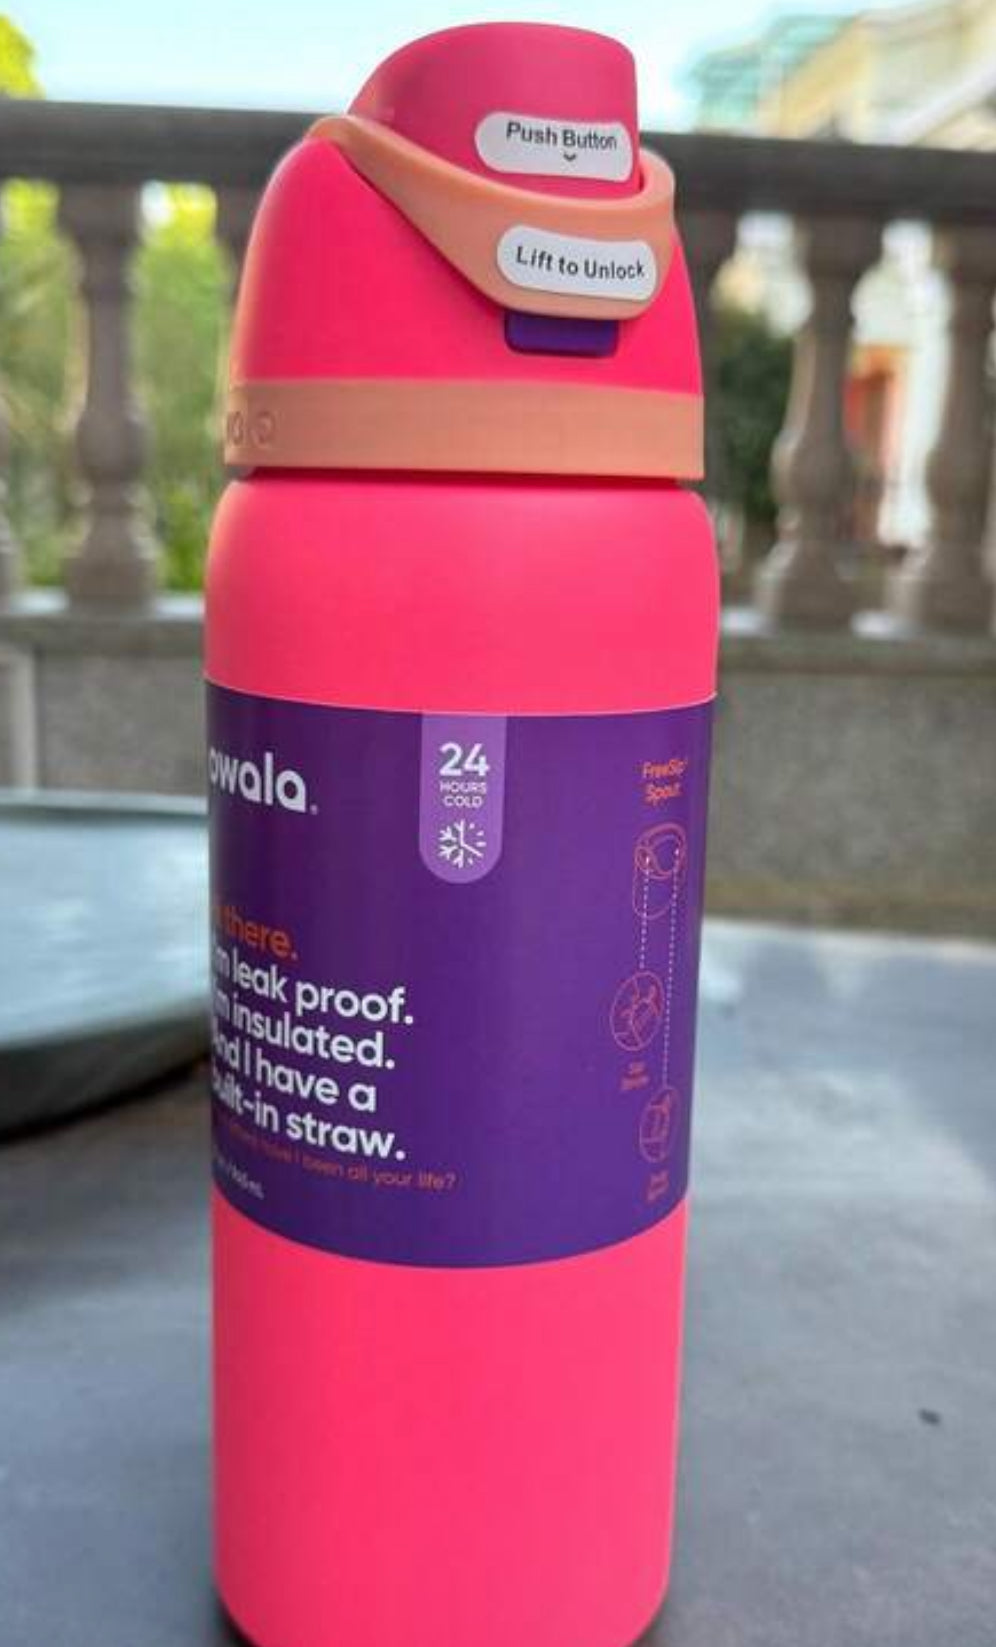 Push Button
Lift to Unlock
owala.
24
HOURS
COLD
FreeSip
Spout
there.
leak proof.
insulated.
I have a
-in straw.
I been all your life?